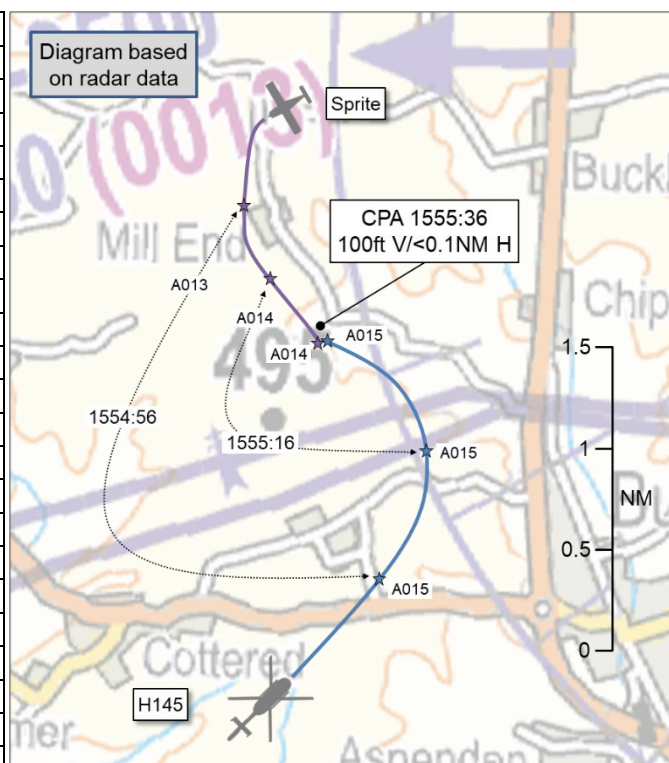 Diagram based
on radar data
Sprite
(0013)
Buckl
CPA 1555:36
100ft V/<0.1NM H
Mill End
A013
A014
Chip
A014
A015
1.5
495
1554:56
1555:16
A015
1
NM
Bu
0.5
A015
0
Cottered
H145
mer
Aspenden